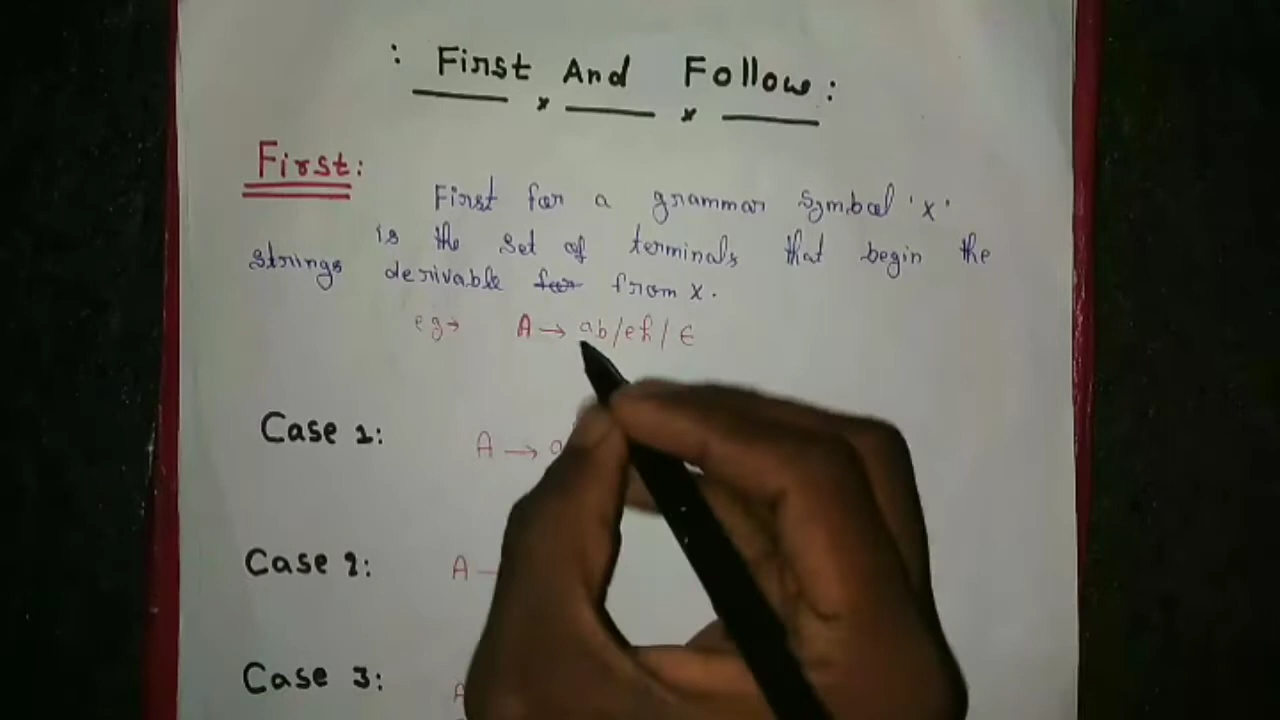 : First And Follow :
First:
First for a grammar symbol 'x'
is the set of terminals that begin the
strings derivable for from x.
eg→ A → ab/eh/ ϵ
Case 1: A → a
Case 2: A
Case 3: A